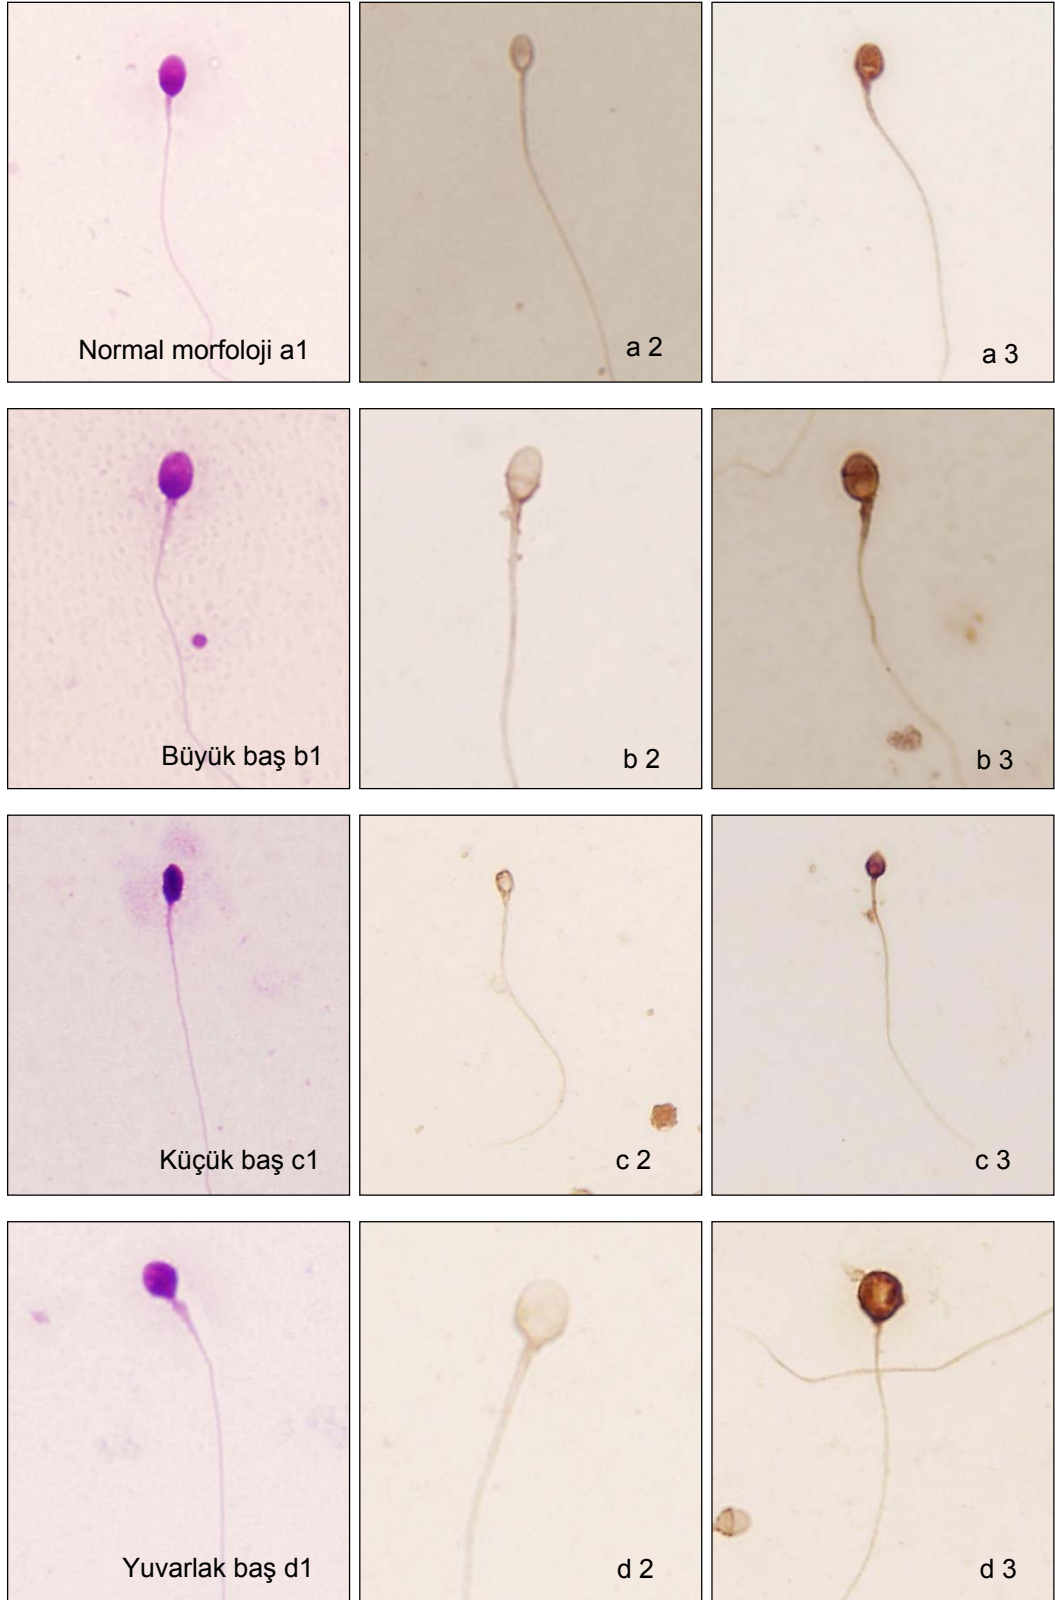 Normal morfoloji a1
a 2
a 3
Büyük baş b1
b 2
b 3
Küçük baş c1
c 2
c 3
Yuvarlak baş d1
d 2
d 3